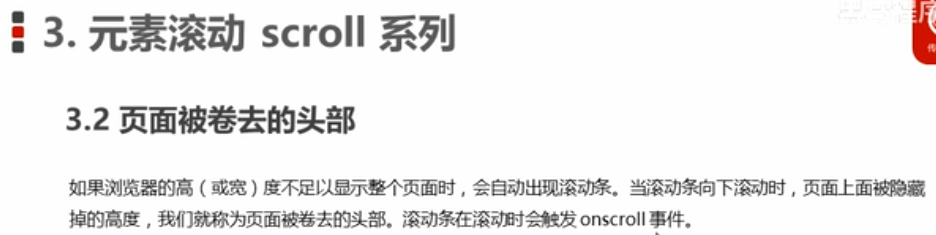 3. 元素滚动 scroll 系列
3.2 页面被卷去的头部
如果浏览器的高（或宽）度不足以显示整个页面时，会自动出现滚动条。当滚动条向下滚动时，页面上面被隐藏
掉的高度，我们就称为页面被卷去的头部。滚动条在滚动时会触发 onscroll 事件。